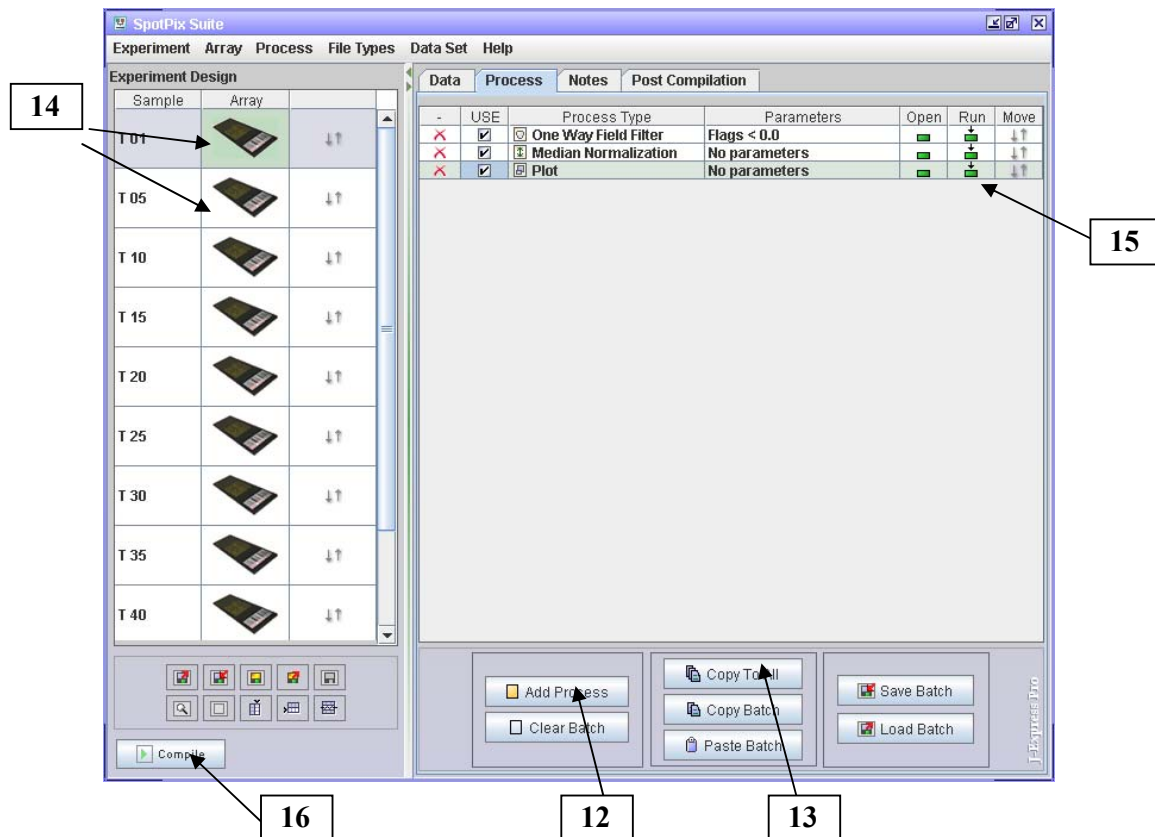 SpotPix Suite
Experiment Array Process File Types Data Set Help
Experiment Design
Sample Array
T 01
T 05
T 10
T 15
T 20
T 25
T 30
T 35
T 40
Compile
Data Process Notes Post Compilation
- USE Process Type Parameters Open Run Move
One Way Field Filter Flags < 0.0
Median Normalization No parameters
Plot No parameters
Add Process
Clear Batch
Copy To All
Copy Batch
Paste Batch
Save Batch
Load Batch
J-Express Pro
14
15
16
12
13